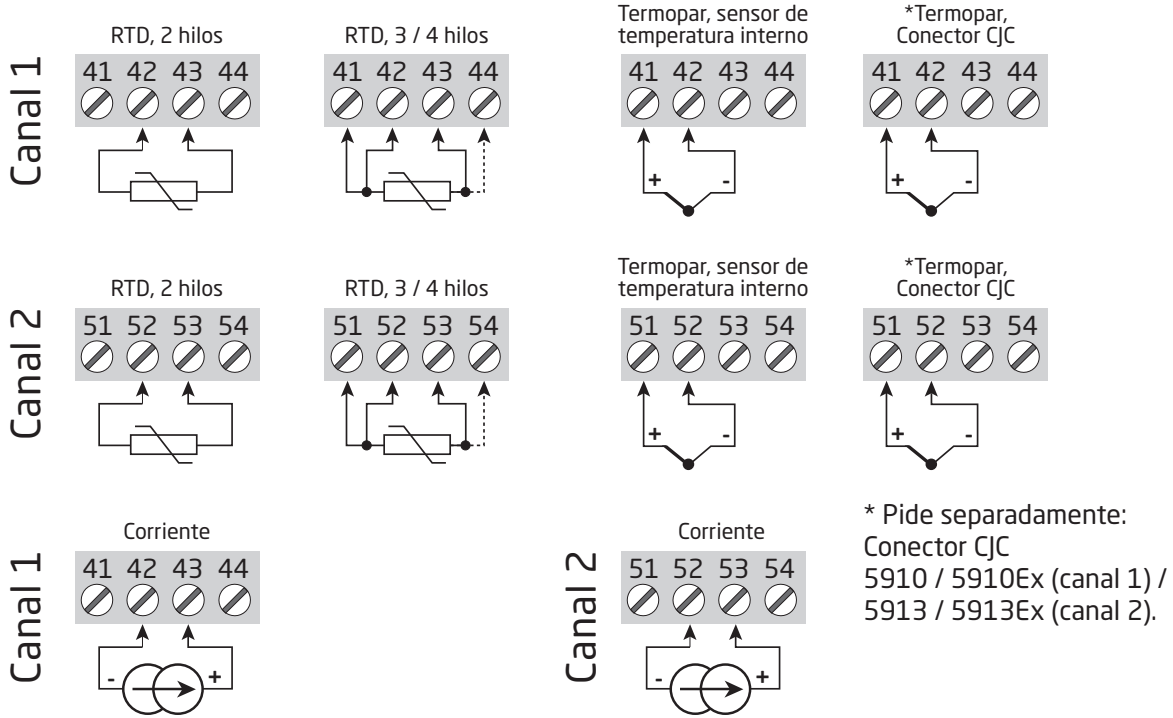 Canal 1
RTD, 2 hilos
41 42 43 44
RTD, 3 / 4 hilos
41 42 43 44
Termopar, sensor de
temperatura interno
41 42 43 44
+ -
*Termopar,
Conector CJC
41 42 43 44
+ -
Canal 2
RTD, 2 hilos
51 52 53 54
RTD, 3 / 4 hilos
51 52 53 54
Termopar, sensor de
temperatura interno
51 52 53 54
+ -
*Termopar,
Conector CJC
51 52 53 54
+ -
Canal 1
Corriente
41 42 43 44
- +
Canal 2
Corriente
51 52 53 54
- +
* Pide separadamente:
Conector CJC
5910 / 5910Ex (canal 1) /
5913 / 5913Ex (canal 2).